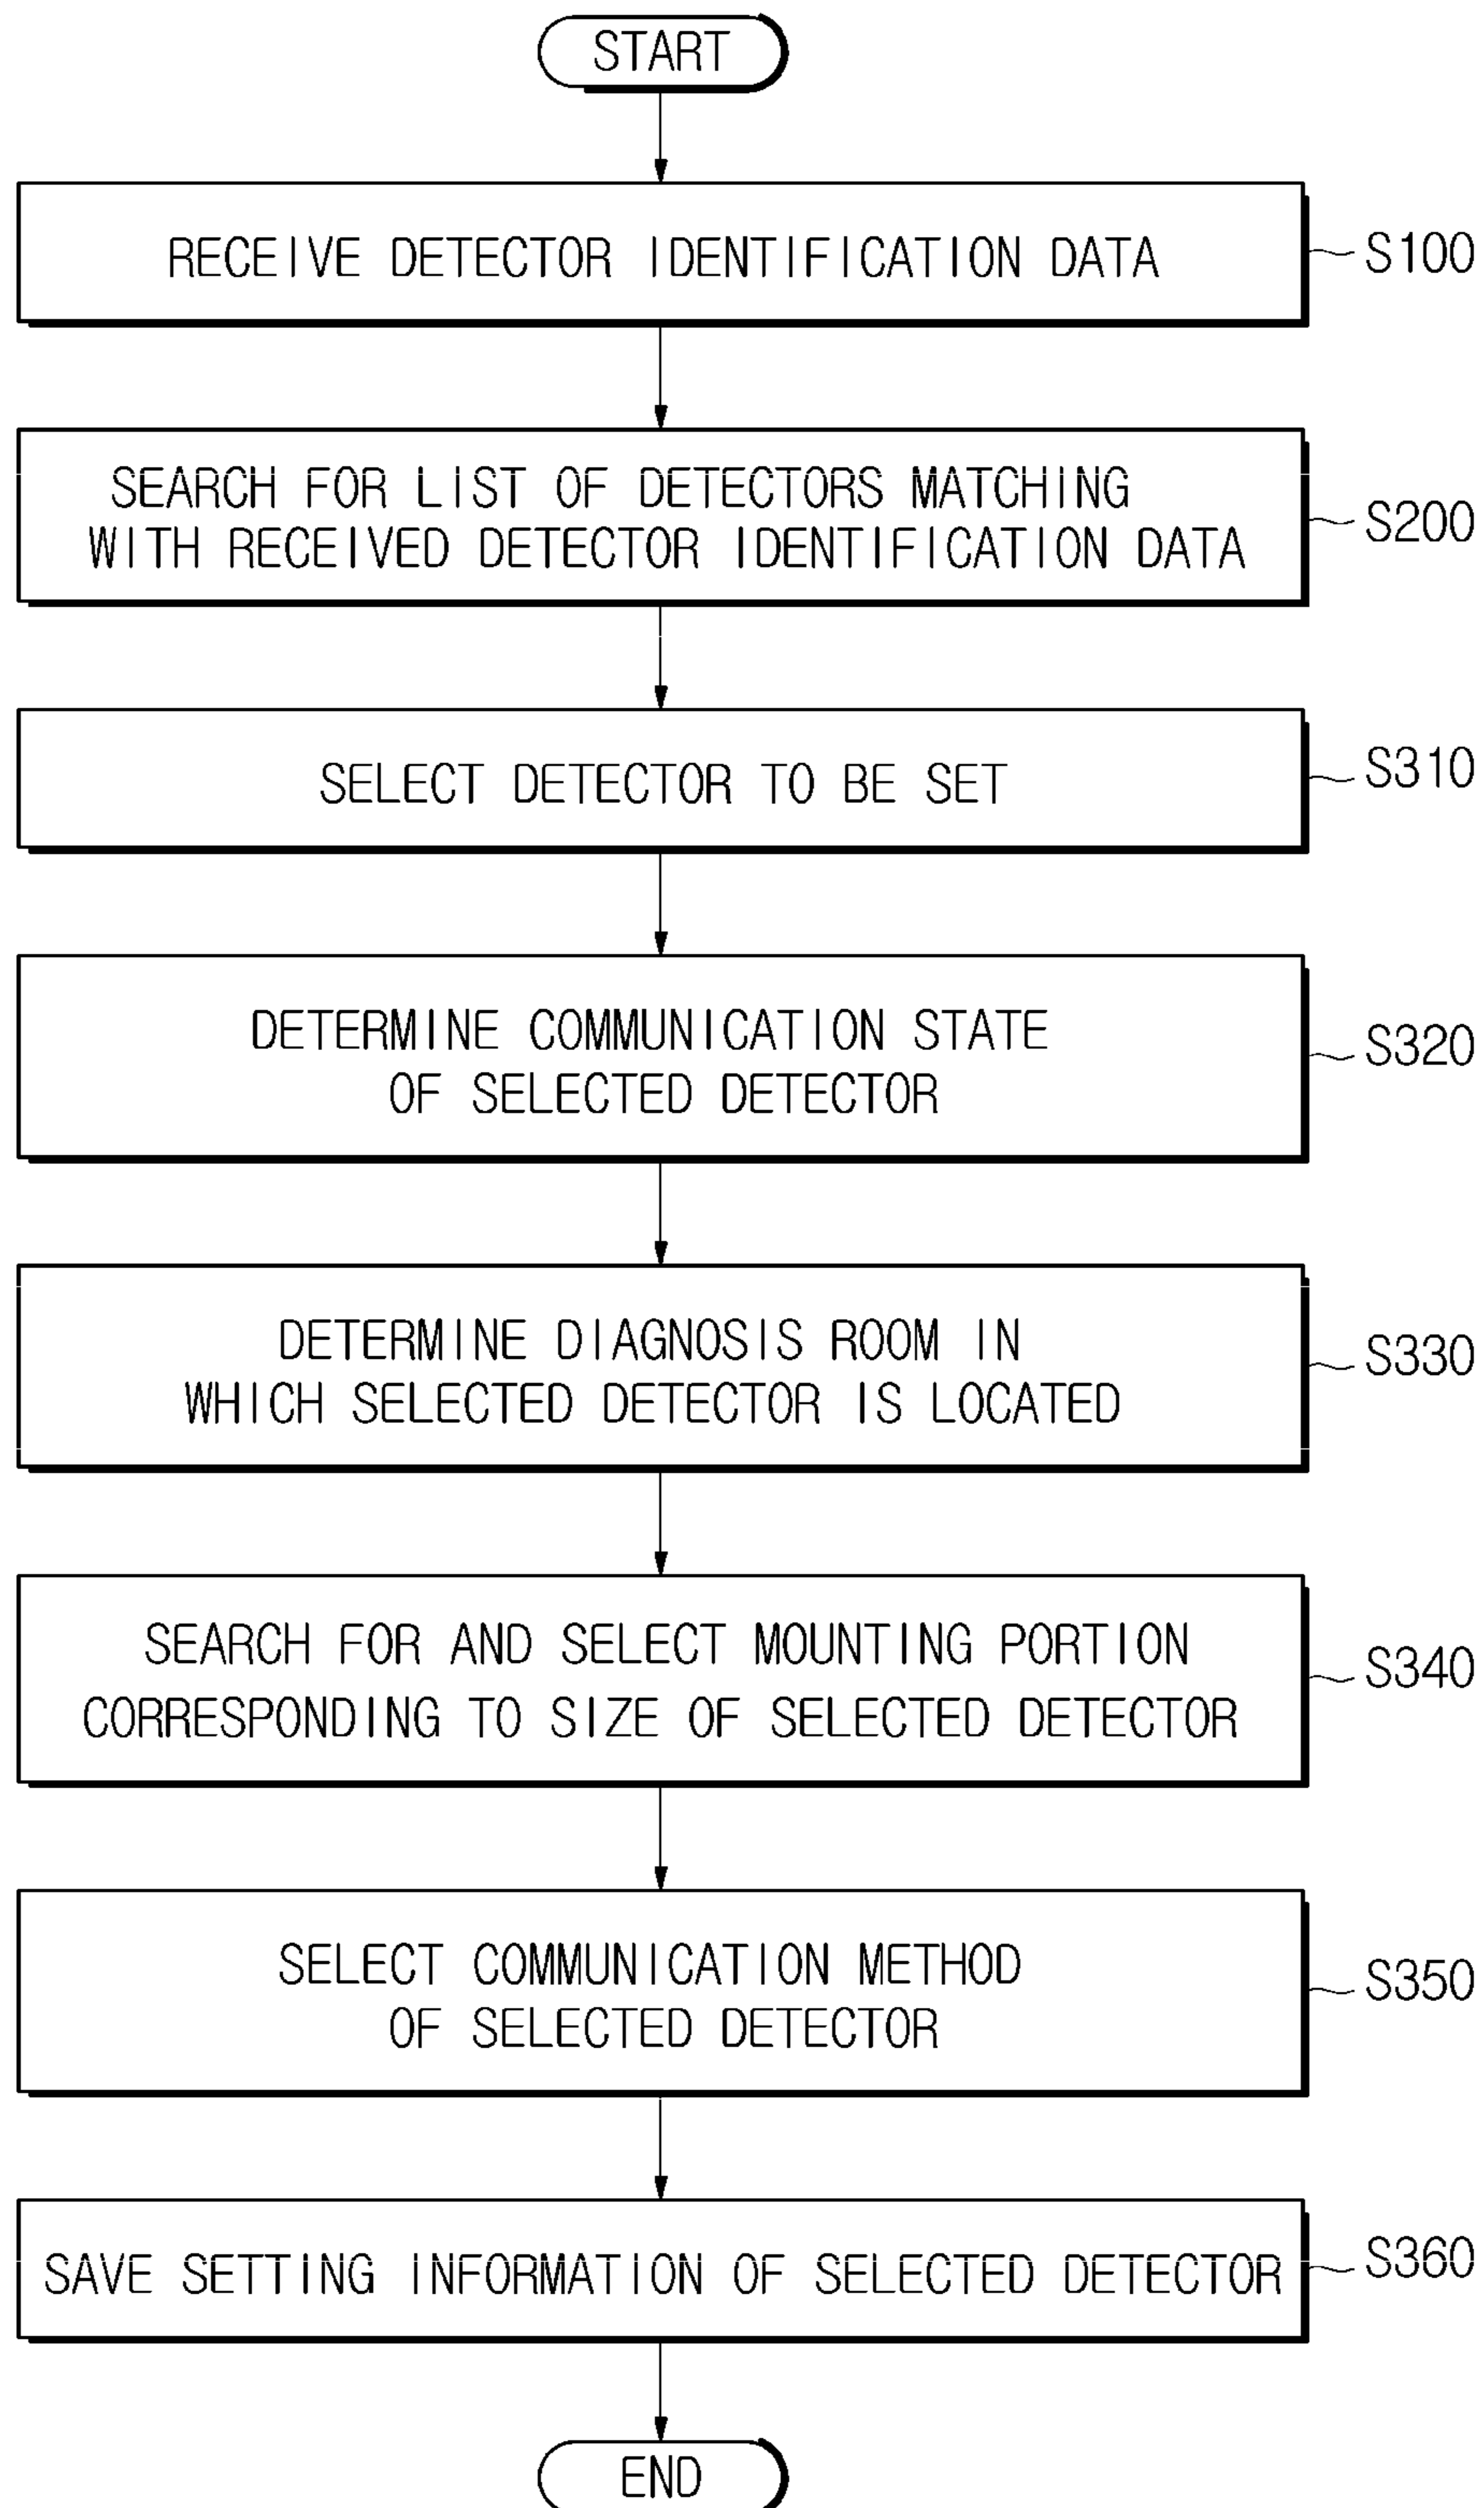 START
RECEIVE DETECTOR IDENTIFICATION DATA
S100
SEARCH FOR LIST OF DETECTORS MATCHING
WITH RECEIVED DETECTOR IDENTIFICATION DATA
S200
SELECT DETECTOR TO BE SET
S310
DETERMINE COMMUNICATION STATE
OF SELECTED DETECTOR
S320
DETERMINE DIAGNOSIS ROOM IN
WHICH SELECTED DETECTOR IS LOCATED
S330
SEARCH FOR AND SELECT MOUNTING PORTION
CORRESPONDING TO SIZE OF SELECTED DETECTOR
S340
SELECT COMMUNICATION METHOD
OF SELECTED DETECTOR
S350
SAVE SETTING INFORMATION OF SELECTED DETECTOR
S360
END